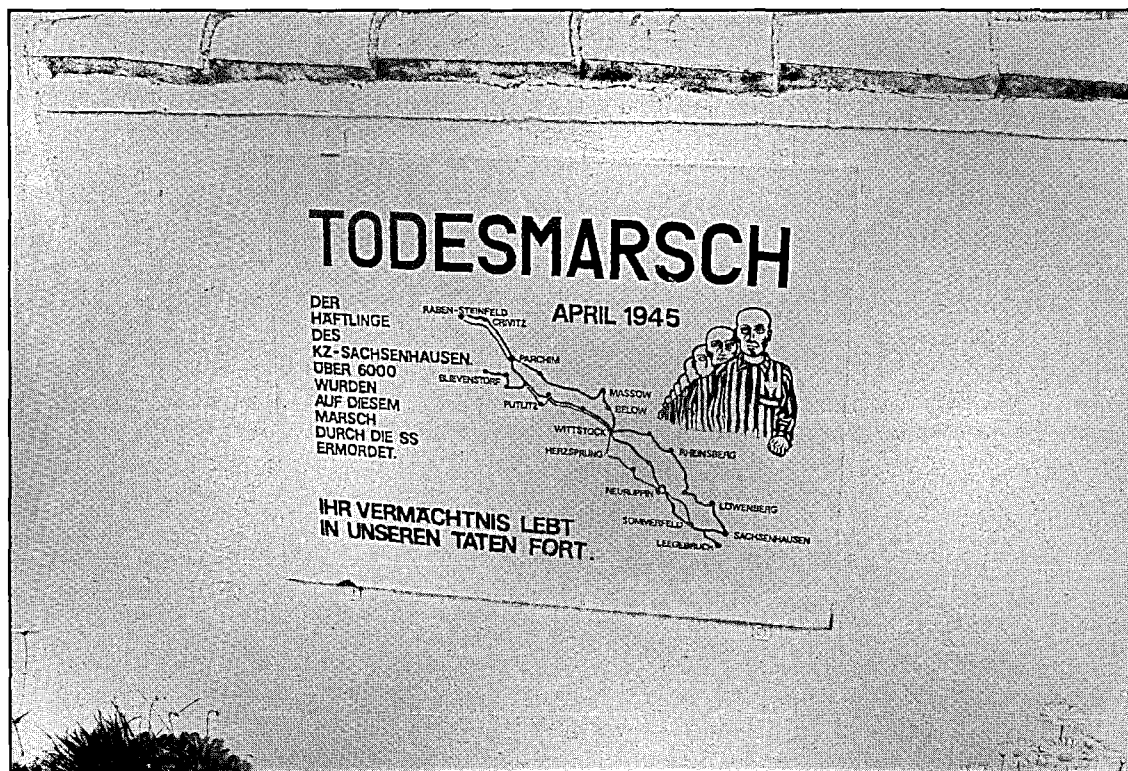 TODESMARSCH
DER
HÄFTLINGE
DES
KZ-SACHSENHAUSEN.
ÜBER 6000
WURDEN
AUF DIESEM
MARSCH
DURCH DIE SS
ERMORDET.
APRIL 1945
RABEN-STEINFELD
CRIVITZ
PARCHIM
BLIEVENSTORF
PUTLITZ
MASSOW
BELOW
WITTSTOCK
HERZSPRUNG
RHEINSBERG
NEURUPPIN
LÖWENBERG
SOMMERFELD
SACHSENHAUSEN
LEEGEBRUCH
IHR VERMÄCHTNIS LEBT
IN UNSEREN TATEN FORT.